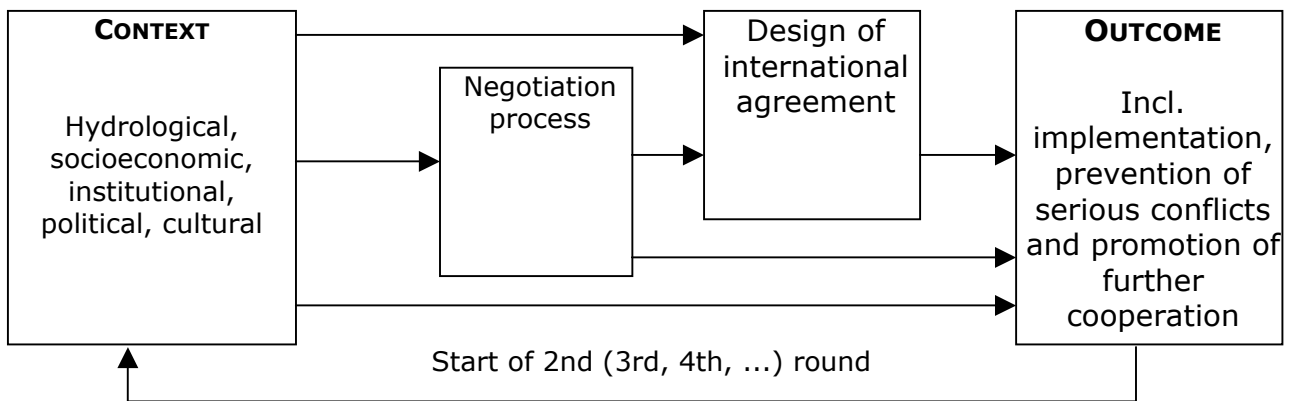 CONTEXT
Hydrological,
socioeconomic,
institutional,
political, cultural
Negotiation
process
Design of
international
agreement
OUTCOME
Incl.
implementation,
prevention of
serious conflicts
and promotion of
further
cooperation
Start of 2nd (3rd, 4th, ...) round